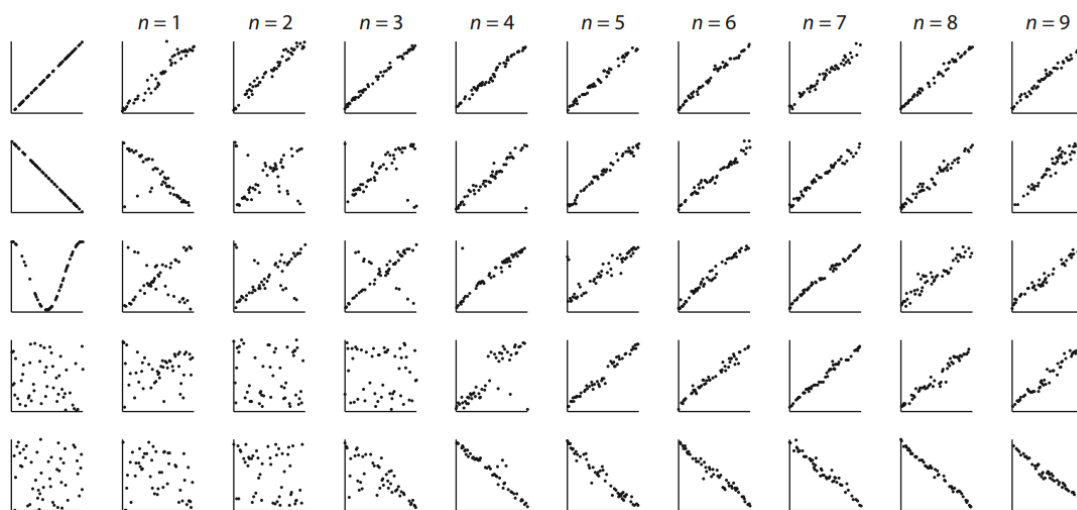 n = 1 n = 2 n = 3 n = 4 n = 5 n = 6 n = 7 n = 8 n = 9